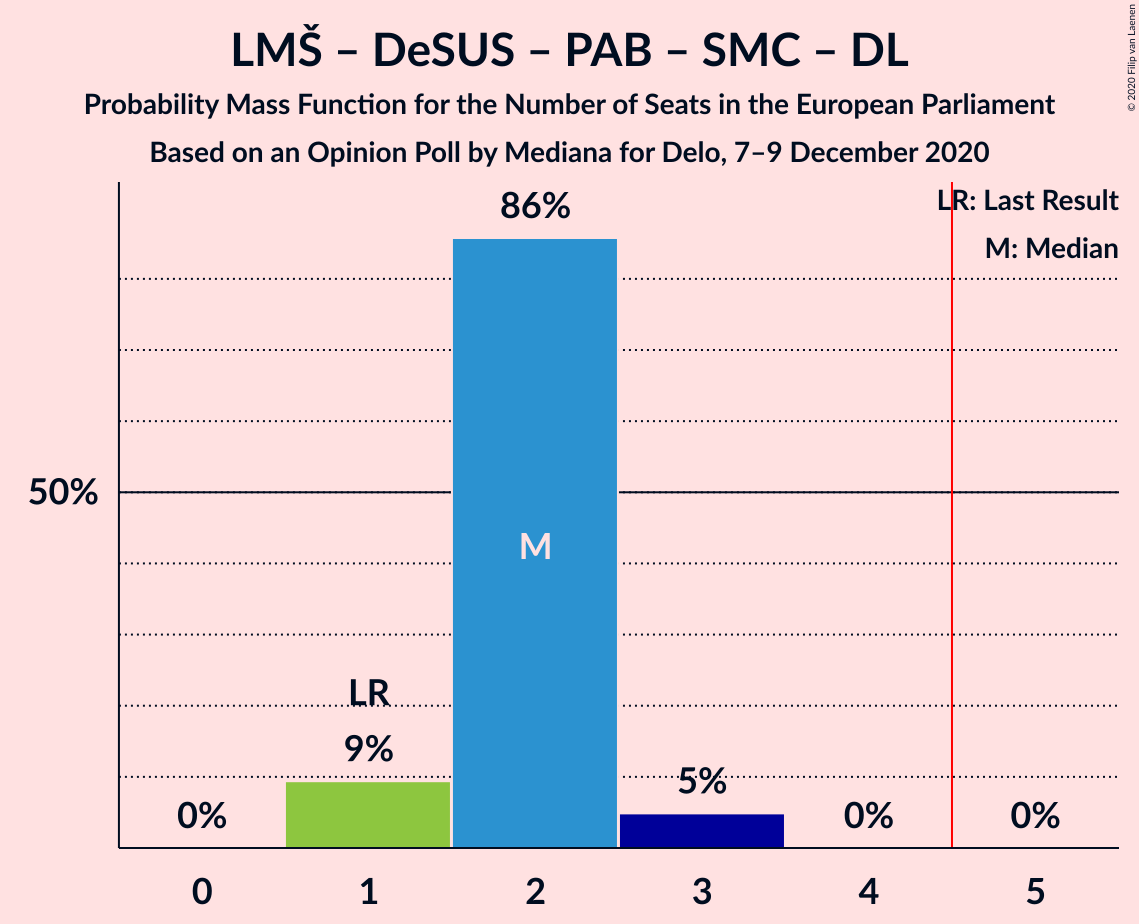 LMŠ – DeSUS – PAB – SMC – DL
Probability Mass Function for the Number of Seats in the European Parliament
Based on an Opinion Poll by Mediana for Delo, 7–9 December 2020
© 2020 Filip van Laenen
LR: Last Result
M: Median
86%
50%
M
LR
9%
5%
0%
0%
0%
0
1
2
3
4
5